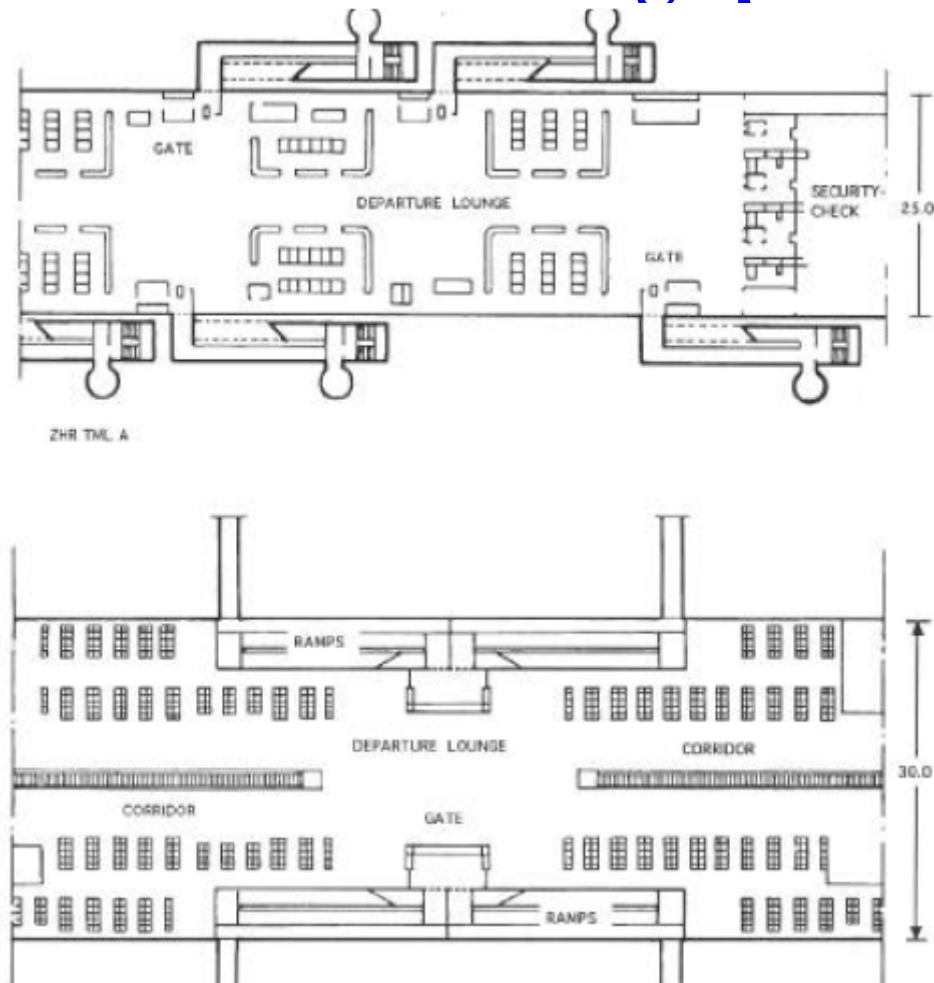 GATE
DEPARTURE LOUNGE
SECURITY-
CHECK
25.0
GATE
ZHR TML. A
RAMPS
DEPARTURE LOUNGE
CORRIDOR
30.0
CORRIDOR
GATE
RAMPS